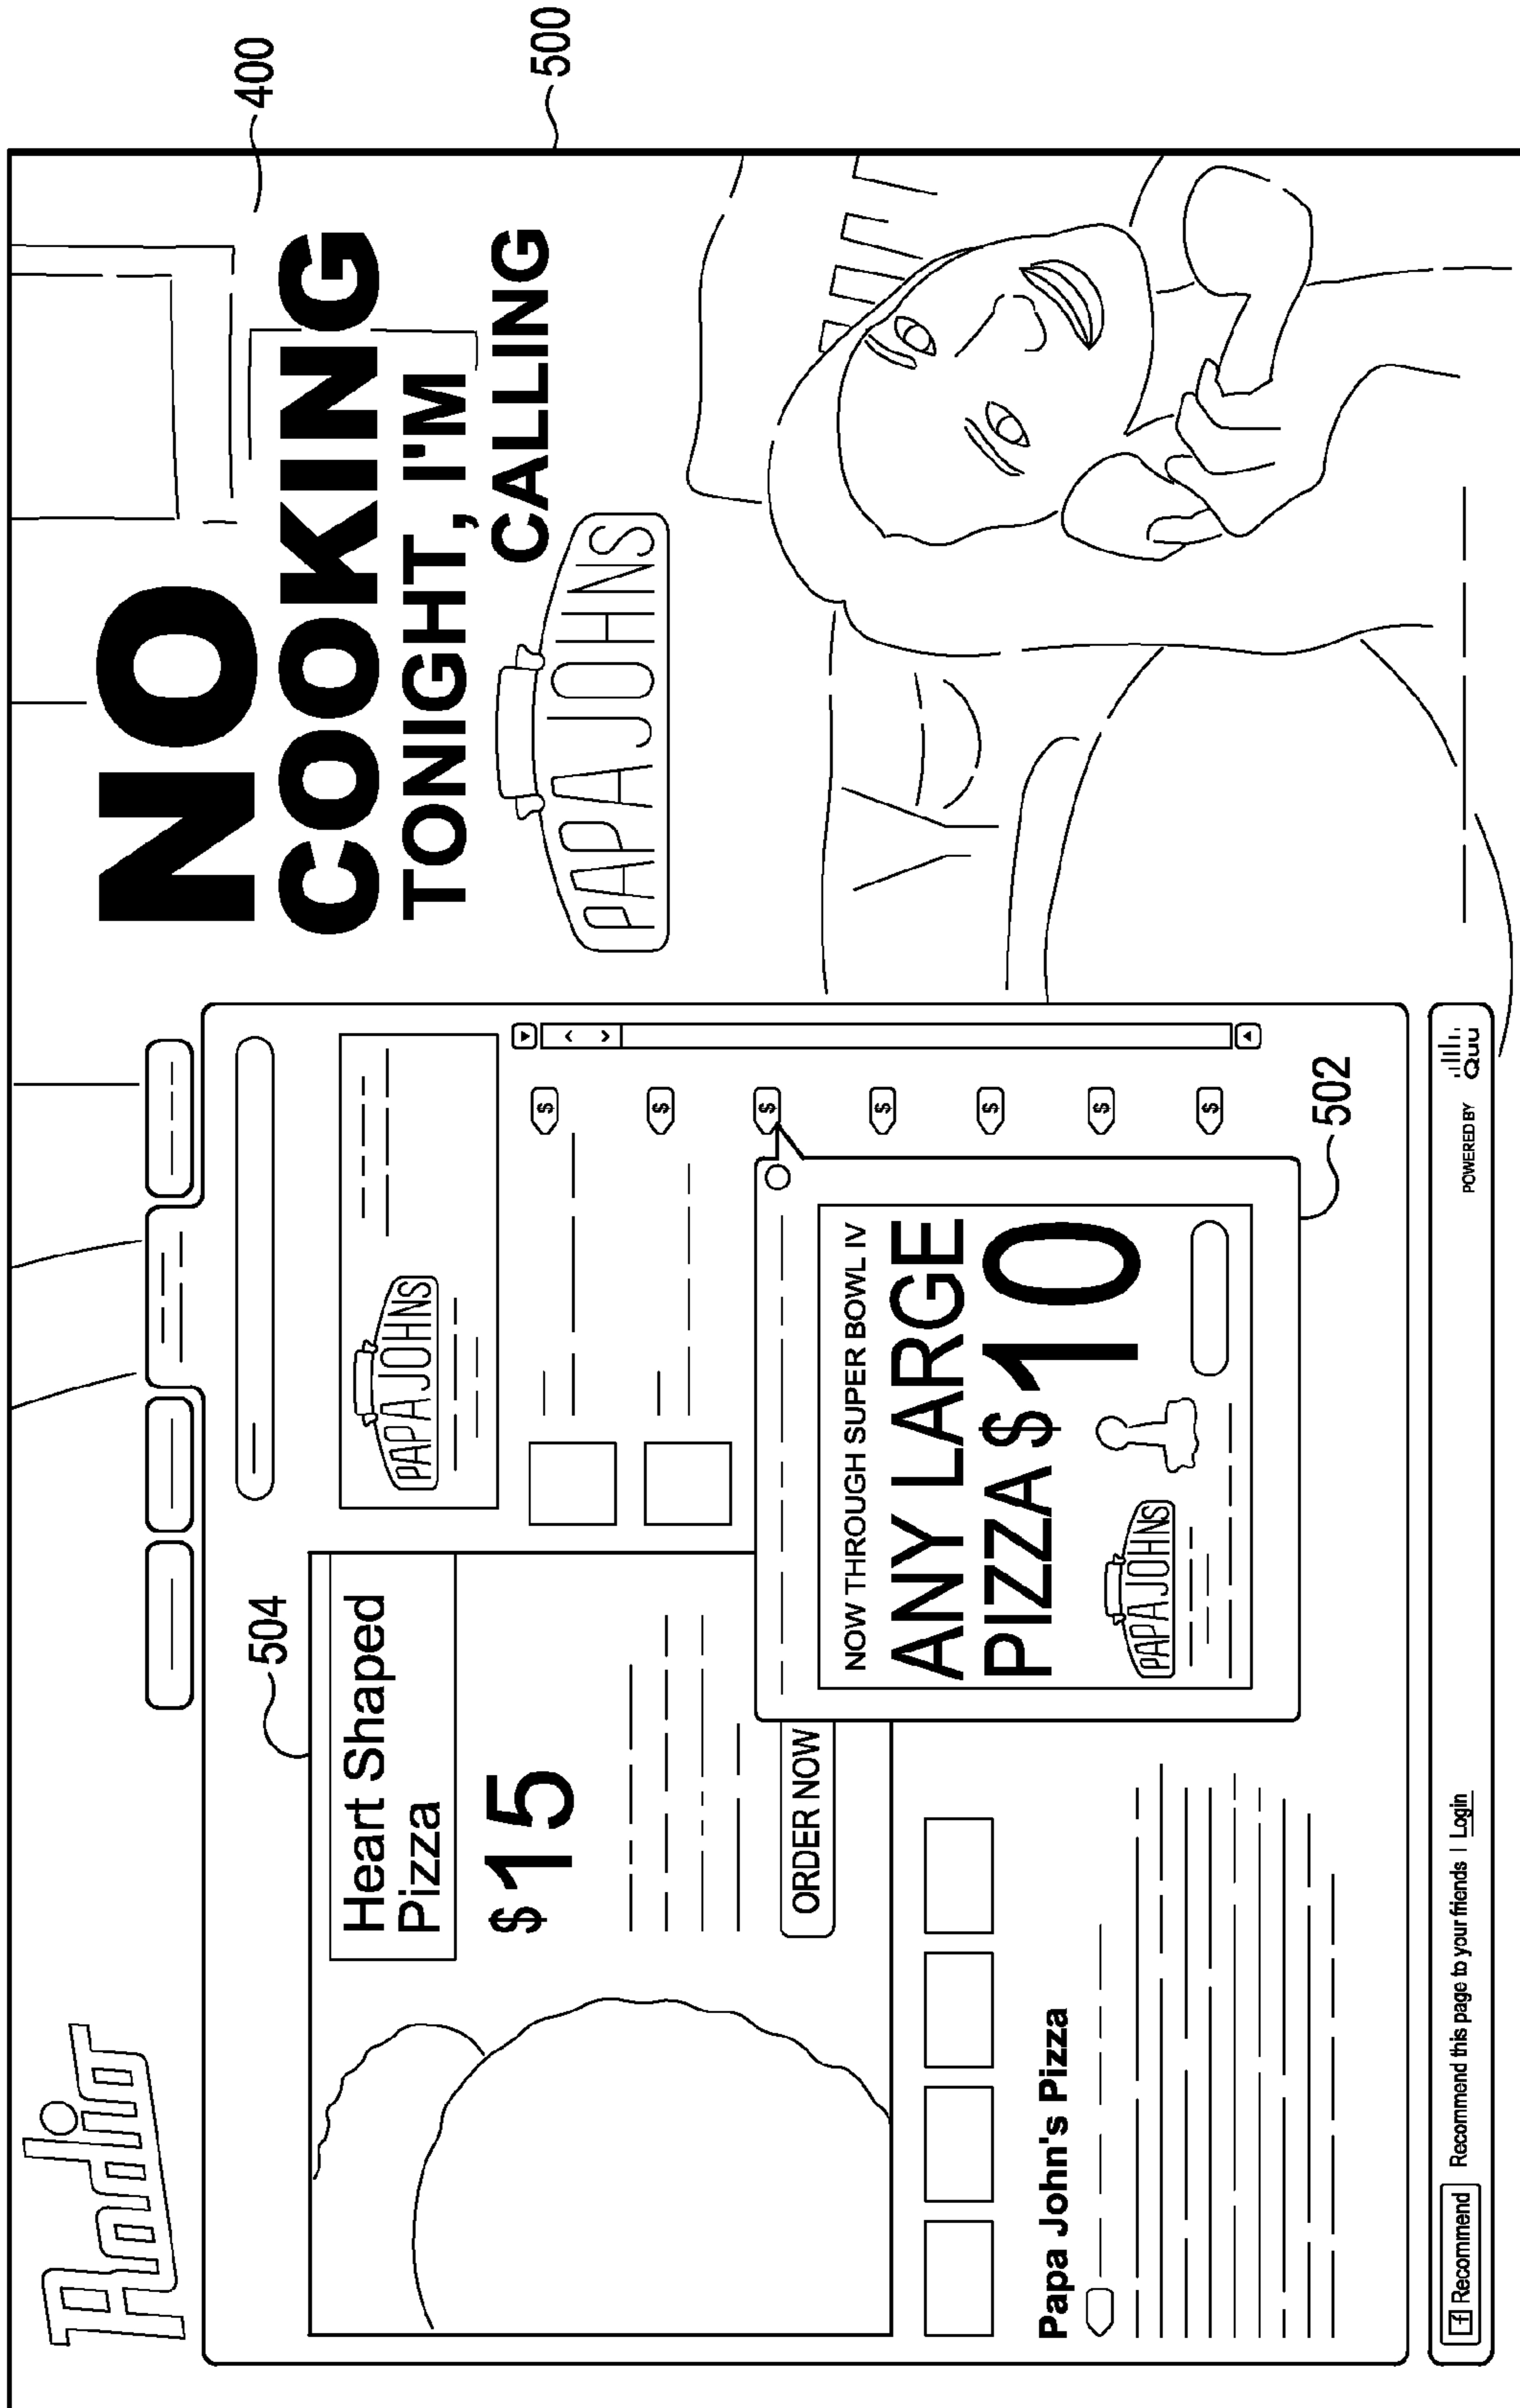 Radio
400
500
NO
COOKING
TONIGHT, I'M
CALLING
PAPA JOHNS
504
Heart Shaped
Pizza
$15
ORDER NOW
PAPA JOHNS
$
$
$
$
$
$
$
NOW THROUGH SUPER BOWL IV
ANY LARGE
PIZZA $10
PAPA JOHNS
502
Papa John's Pizza
f Recommend
Recommend this page to your friends | Login
POWERED BY
Quu